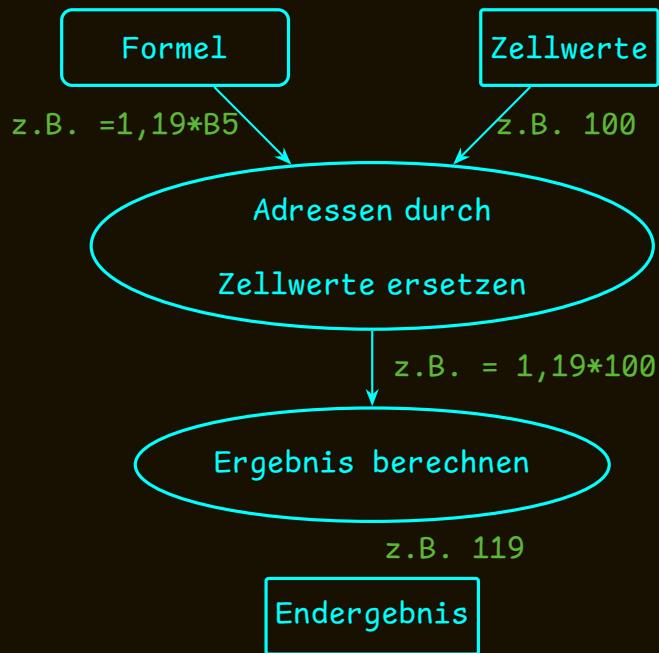 Formel
Zellwerte
z.B. =1,19*B5
z.B. 100
Adressen durch
Zellwerte ersetzen
z.B. = 1,19*100
Ergebnis berechnen
z.B. 119
Endergebnis